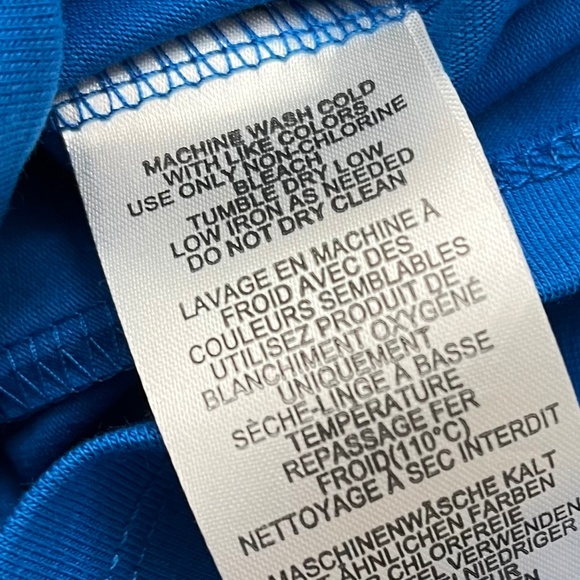 MACHINE WASH COLD
WITH LIKE COLORS
USE ONLY NON-CHLORINE
BLEACH
TUMBLE DRY LOW
LOW IRON AS NEEDED
DO NOT DRY CLEAN
LAVAGE EN MACHINE À
FROID AVEC DES
COULEURS SEMBLABLES
UTILISEZ PRODUIT DE
BLANCHIMENT OXYGÉNÉ
UNIQUEMENT
SÈCHE-LINGE À BASSE
TEMPÉRATURE
REPASSAGE FER
FROID(110°C)
NETTOYAGE À SEC INTERDIT
MASCHINENWÄSCHE KALT
ÄHNLICHEN FARBEN
CHLORFREIE
VERWENDEN
NIEDRIGER